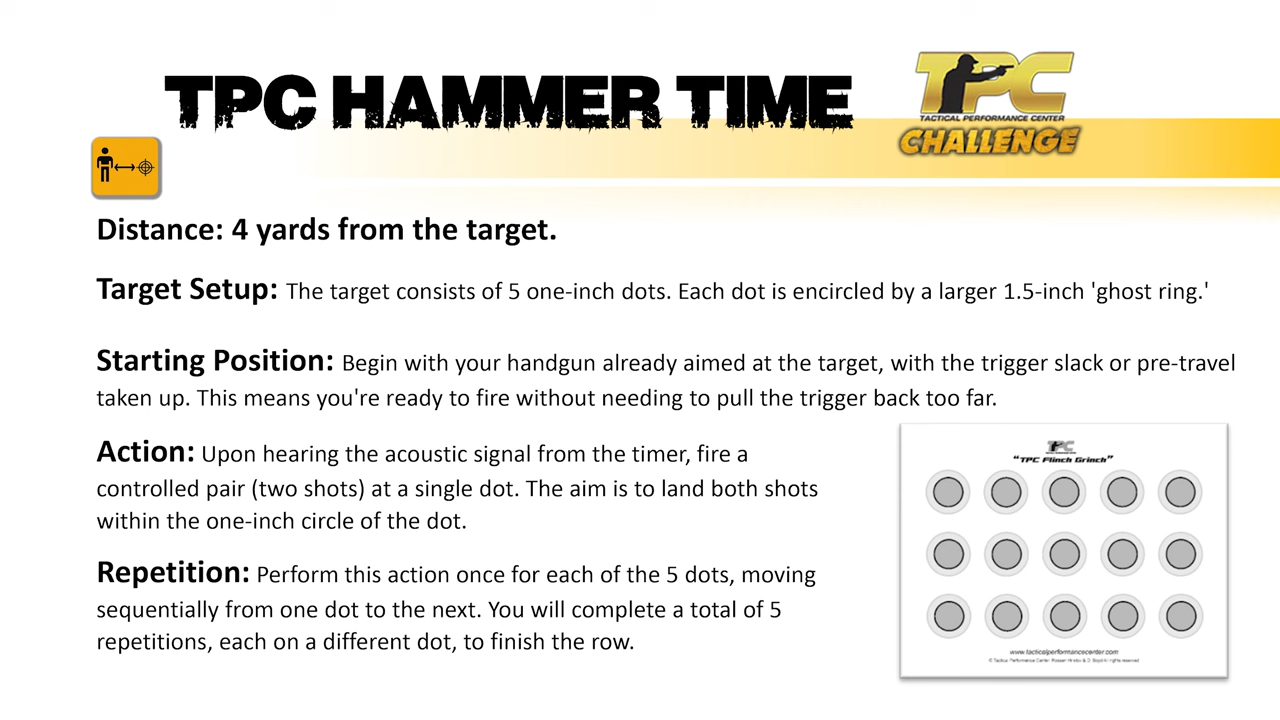 TPC HAMMER TIME
TPC
TACTICAL PERFORMANCE CENTER
CHALLENGE
Distance: 4 yards from the target.
Target Setup: The target consists of 5 one-inch dots. Each dot is encircled by a larger 1.5-inch 'ghost ring.'
Starting Position: Begin with your handgun already aimed at the target, with the trigger slack or pre-travel
taken up. This means you're ready to fire without needing to pull the trigger back too far.
Action: Upon hearing the acoustic signal from the timer, fire a
controlled pair (two shots) at a single dot. The aim is to land both shots
within the one-inch circle of the dot.
Repetition: Perform this action once for each of the 5 dots, moving
sequentially from one dot to the next. You will complete a total of 5
repetitions, each on a different dot, to finish the row.
TPC
"TPC Flinch Grinch"
www.tacticalperformancecenter.com
© Tactical Performance Center.
All rights reserved